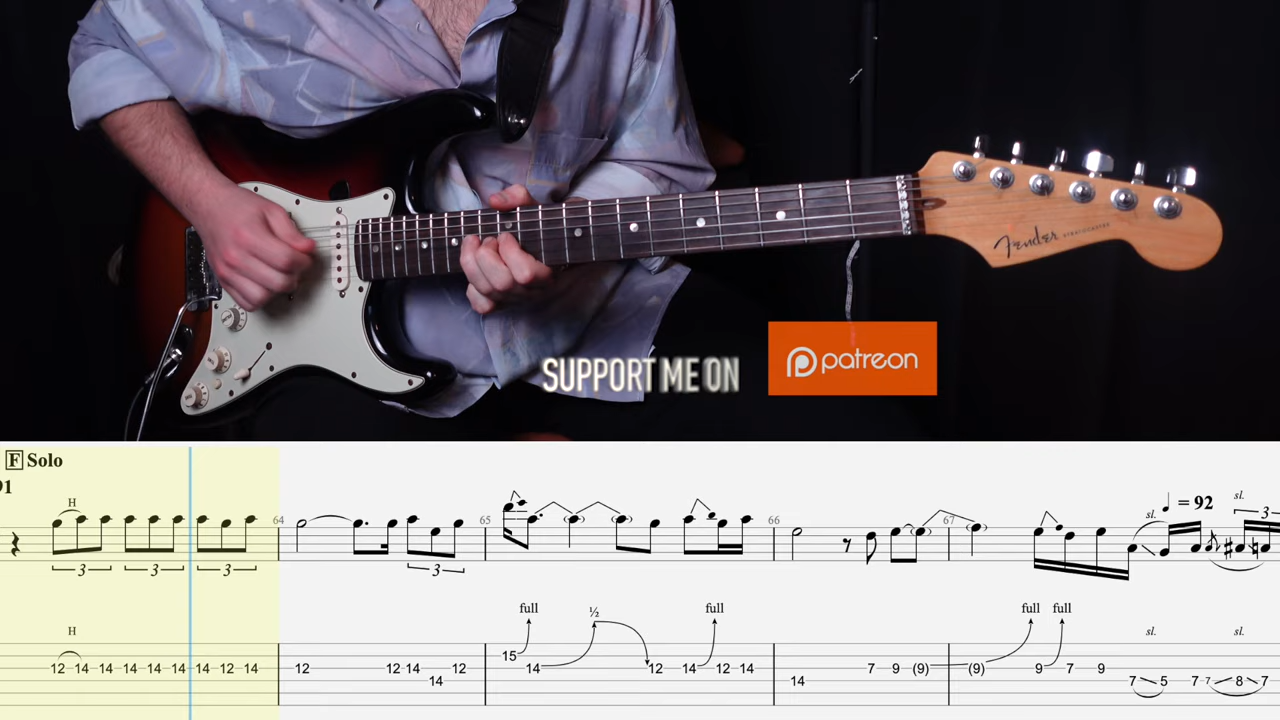 Fender STRATOCASTER
SUPPORT ME ON
patreon
F Solo
91
H
64
65
66
67
= 92
sl.
sl.
3
3
3
3
3
full
½
full
full
full
H
sl.
sl.
15
12 14 14 14 14 14 12 14 12 12 14 12 14 12 14 12 14 7 9 (9) (9) 9 7 9
14 14 7 5 7 7 8 7